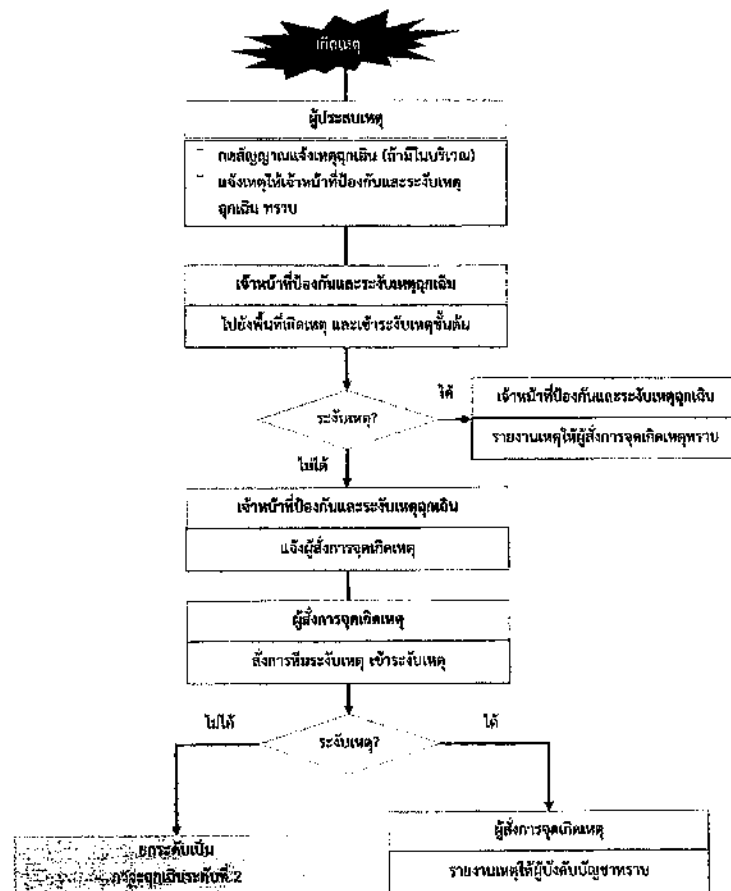 เกิดเหตุ
ผู้ประสบเหตุ
กดสัญญาณแจ้งเหตุฉุกเฉิน (ถ้ามีในบริเวณ)
แจ้งเหตุให้เจ้าหน้าที่ป้องกันและระงับเหตุ
ฉุกเฉิน ทราบ
เจ้าหน้าที่ป้องกันและระงับเหตุฉุกเฉิน
ไปยังพื้นที่เกิดเหตุ และเข้าระงับเหตุขั้นต้น
ระงับเหตุ?
ได้
เจ้าหน้าที่ป้องกันและระงับเหตุฉุกเฉิน
รายงานเหตุให้ผู้สั่งการจุดเกิดเหตุทราบ
ไม่ได้
เจ้าหน้าที่ป้องกันและระงับเหตุฉุกเฉิน
แจ้งผู้สั่งการจุดเกิดเหตุ
ผู้สั่งการจุดเกิดเหตุ
สั่งการทีมระงับเหตุ เข้าระงับเหตุ
ไม่ได้
ระงับเหตุ?
ได้
ยกระดับเป็น
ภาวะฉุกเฉินระดับที่ 2
ผู้สั่งการจุดเกิดเหตุ
รายงานเหตุให้ผู้บังคับบัญชาทราบ